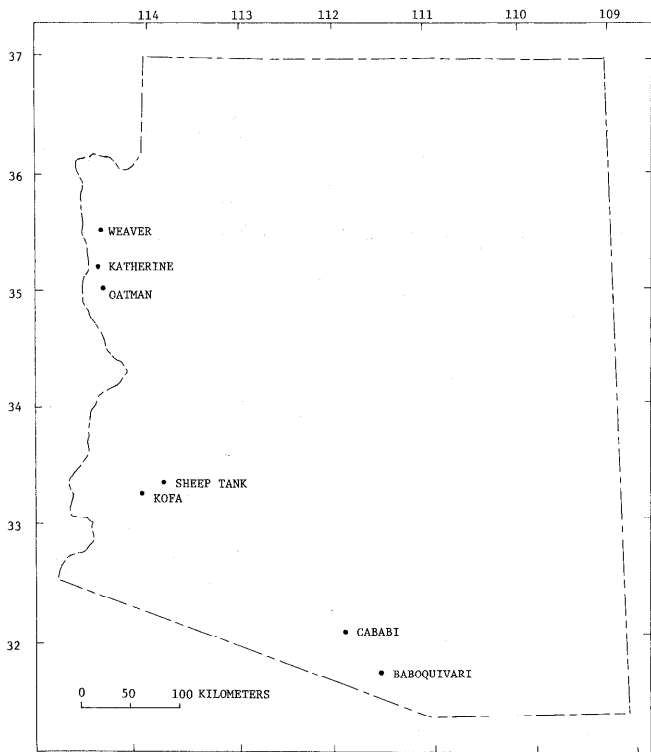 114 113 112 111 110 109
37
36
WEAVER
KATHERINE
35
OATMAN
34
SHEEP TANK
KOFA
33
32
CABABI
BABOQUIVARI
0 50 100 KILOMETERS